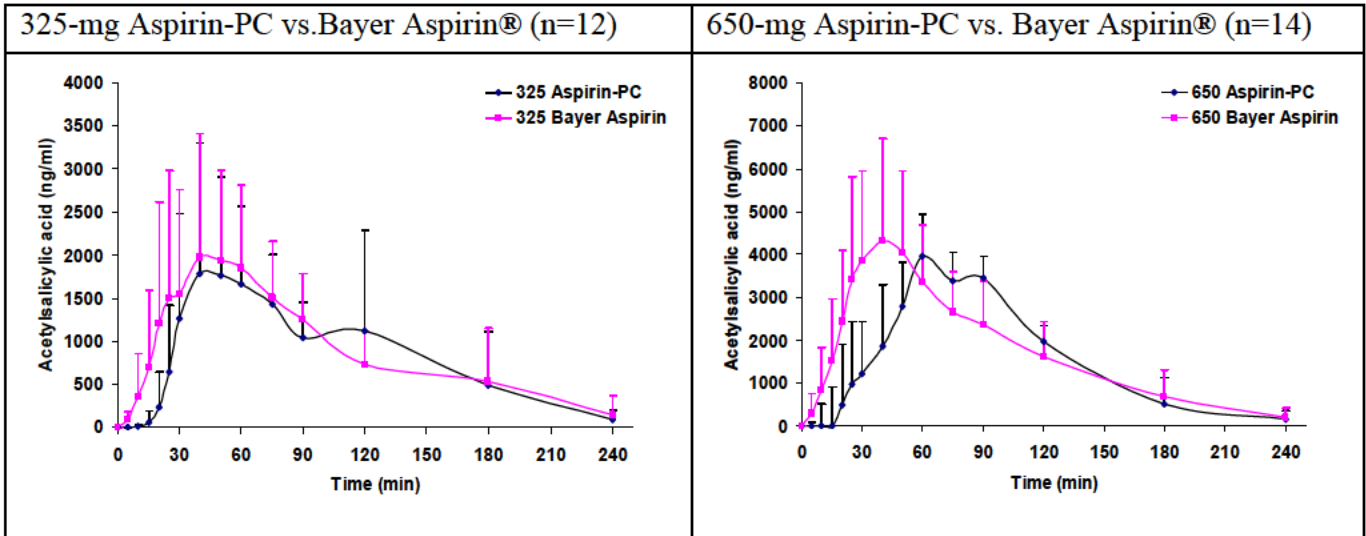 325-mg Aspirin-PC vs.Bayer Aspirin® (n=12)
650-mg Aspirin-PC vs. Bayer Aspirin® (n=14)
4000
3500
3000
2500
2000
1500
1000
500
0
Acetylsalicylic acid (ng/ml)
325 Aspirin-PC
325 Bayer Aspirin
0 30 60 90 120 150 180 210 240
Time (min)
8000
7000
6000
5000
4000
3000
2000
1000
0
Acetylsalicylic acid (ng/ml)
650 Aspirin-PC
650 Bayer Aspirin
0 30 60 90 120 150 180 210 240
Time (min)